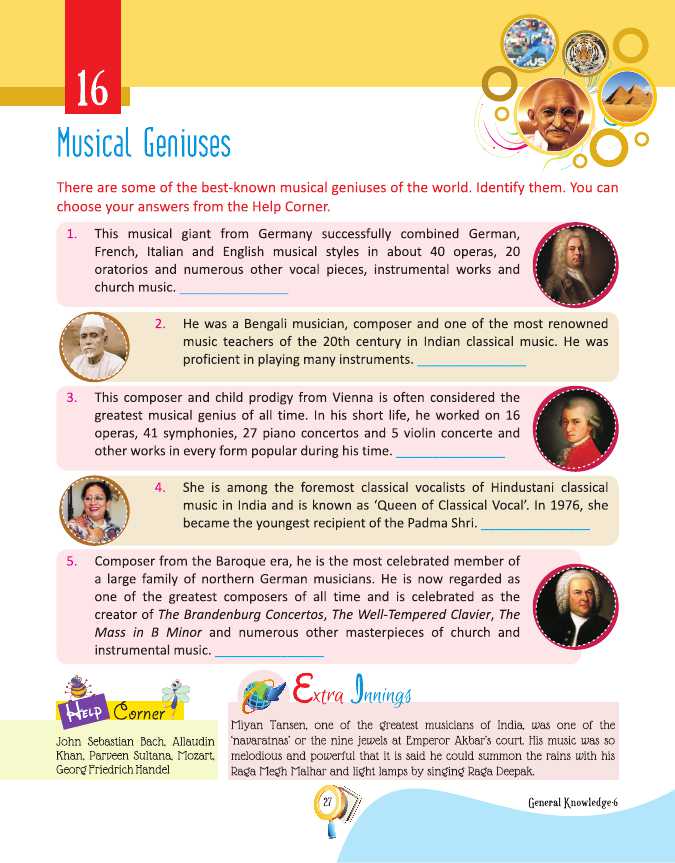 16
Musical Geniuses
There are some of the best-known musical geniuses of the world. Identify them. You can
choose your answers from the Help Corner.
1. This musical giant from Germany successfully combined German,
French, Italian and English musical styles in about 40 operas, 20
oratorios and numerous other vocal pieces, instrumental works and
church music. _______________
2. He was a Bengali musician, composer and one of the most renowned
music teachers of the 20th century in Indian classical music. He was
proficient in playing many instruments. _______________
3. This composer and child prodigy from Vienna is often considered the
greatest musical genius of all time. In his short life, he worked on 16
operas, 41 symphonies, 27 piano concertos and 5 violin concerte and
other works in every form popular during his time. _______________
4. She is among the foremost classical vocalists of Hindustani classical
music in India and is known as ‘Queen of Classical Vocal’. In 1976, she
became the youngest recipient of the Padma Shri. _______________
5. Composer from the Baroque era, he is the most celebrated member of
a large family of northern German musicians. He is now regarded as
one of the greatest composers of all time and is celebrated as the
creator of The Brandenburg Concertos, The Well-Tempered Clavier, The
Mass in B Minor and numerous other masterpieces of church and
instrumental music. _______________
Help Corner
John Sebastian Bach, Allaudin
Khan, Parveen Sultana, Mozart,
Georg Friedrich Handel
Extra Innings
Miyan Tansen, one of the greatest musicians of India, was one of the
‘navaratnas’ or the nine jewels at Emperor Akbar’s court. His music was so
melodious and powerful that it is said he could summon the rains with his
Raga Megh Malhar and light lamps by singing Raga Deepak.
27
General Knowledge-6